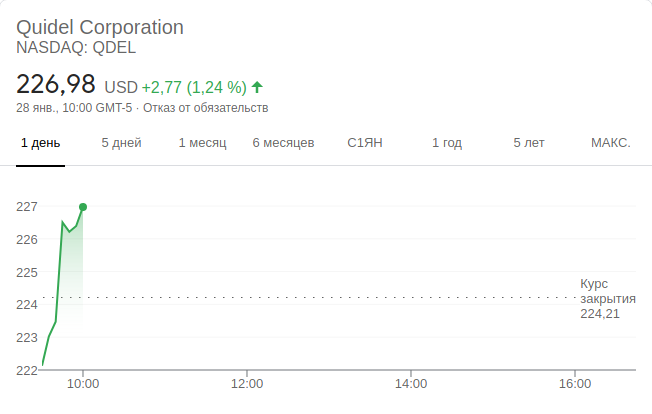 Quidel Corporation
NASDAQ: QDEL
226,98 USD +2,77 (1,24 %)
28 янв., 10:00 GMT-5 · Отказ от обязательств
1 день 5 дней 1 месяц 6 месяцев С1ЯН 1 год 5 лет МАКС.
227
226
225
224
223
222
Курс
закрытия
224,21
10:00 12:00 14:00 16:00